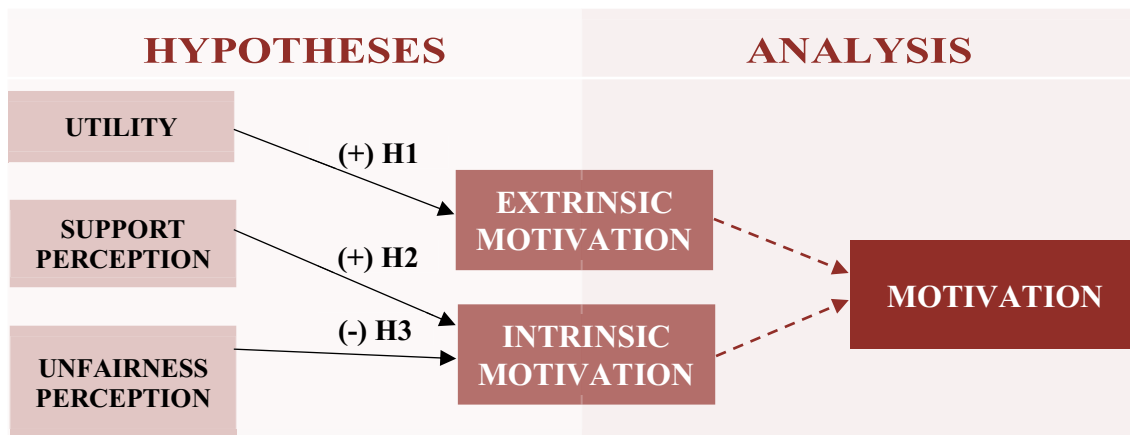 HYPOTHESES
ANALYSIS
UTILITY
(+) H1
EXTRINSIC
MOTIVATION
SUPPORT
PERCEPTION
(+) H2
MOTIVATION
(-) H3
INTRINSIC
MOTIVATION
UNFAIRNESS
PERCEPTION